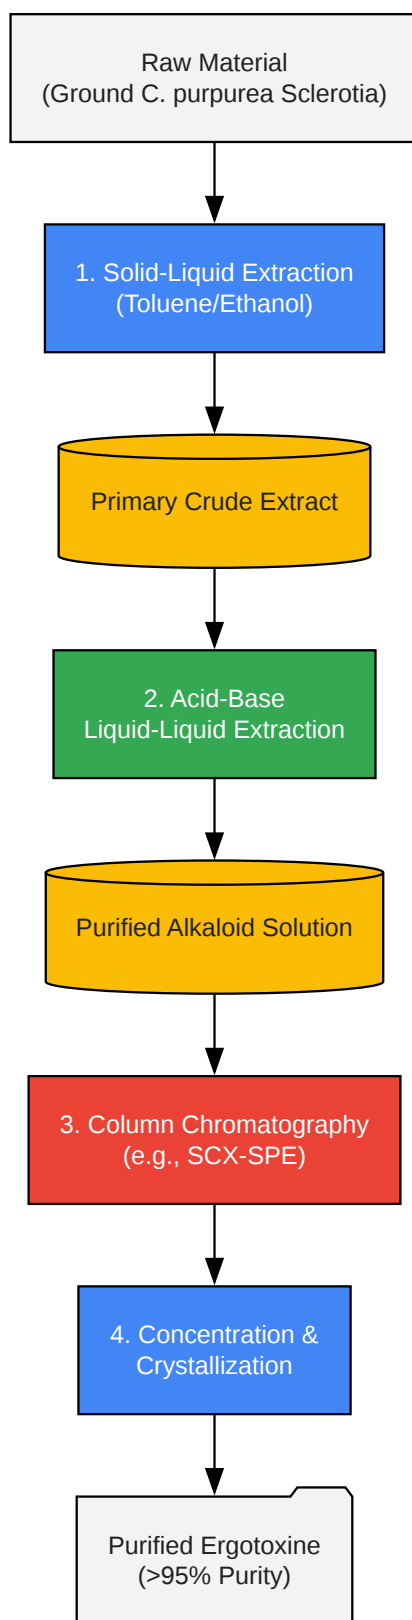 Raw Material
(Ground C. purpurea Sclerotia)
1. Solid-Liquid Extraction
(Toluene/Ethanol)
Primary Crude Extract
2. Acid-Base
Liquid-Liquid Extraction
Purified Alkaloid Solution
3. Column Chromatography
(e.g., SCX-SPE)
4. Concentration &
Crystallization
Purified Ergotoxine
(>95% Purity)